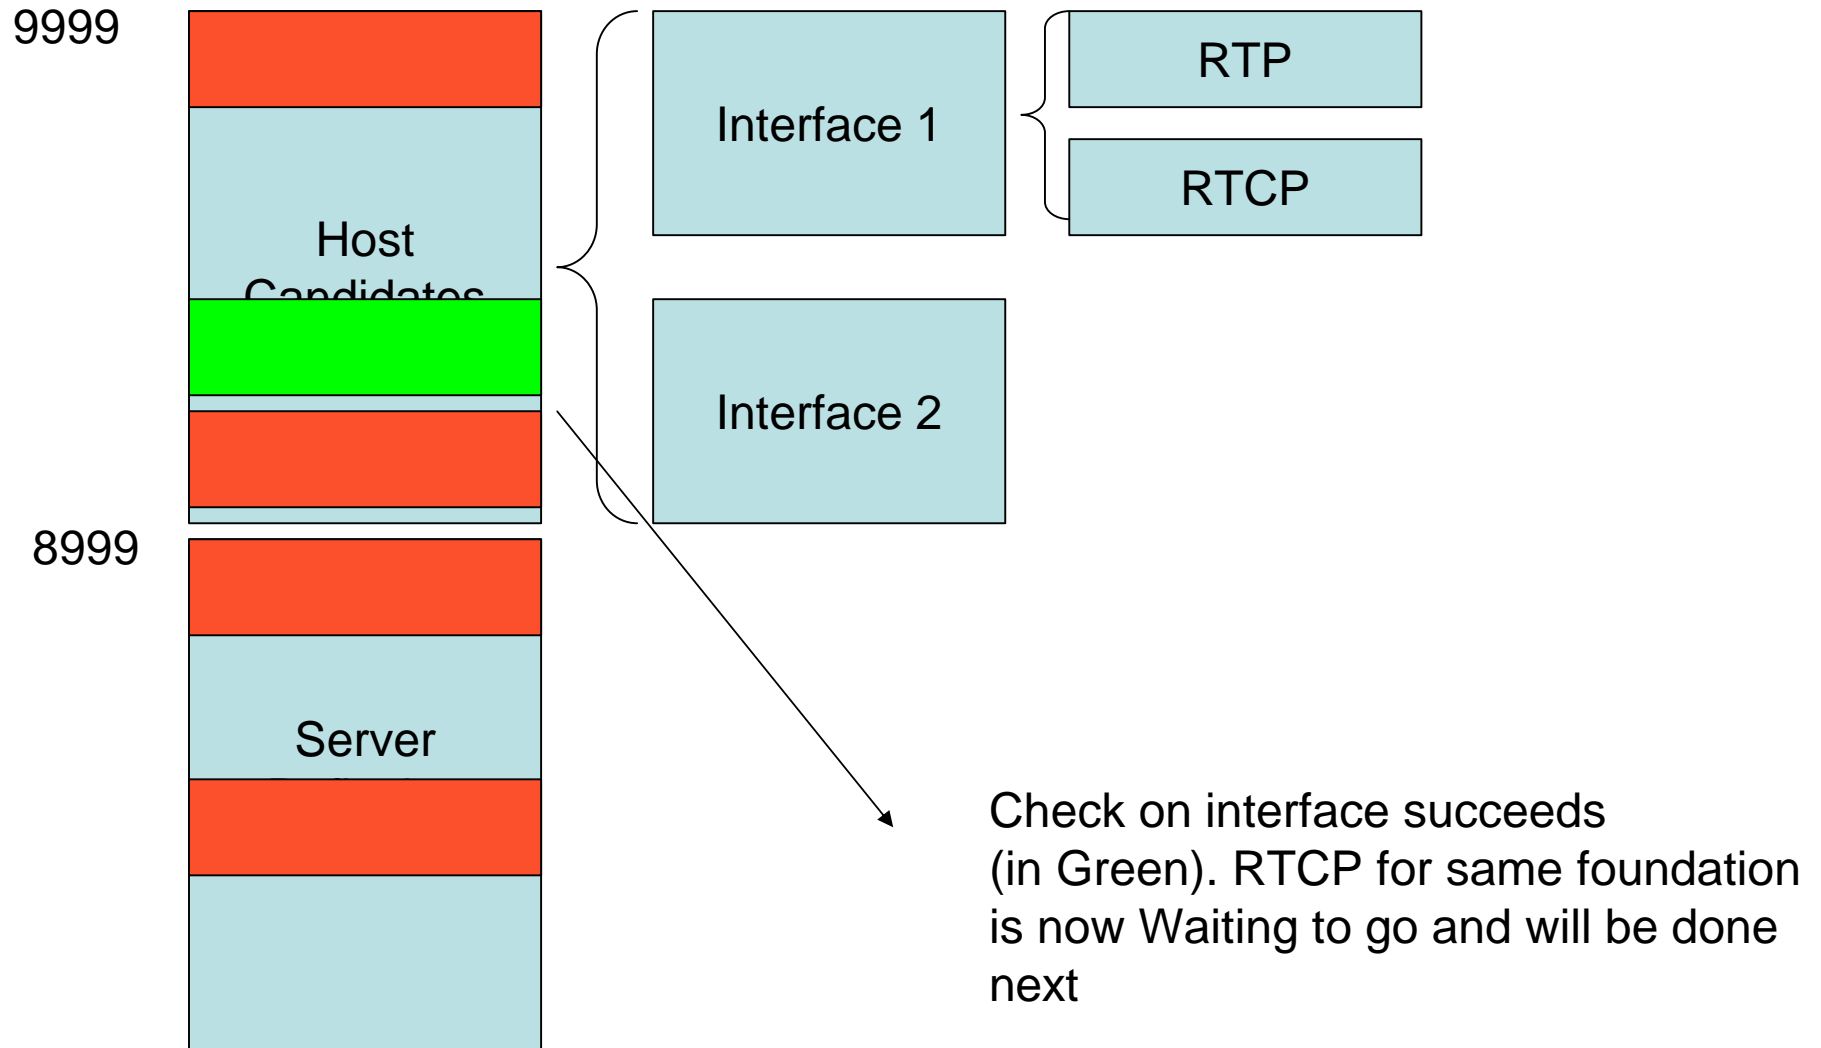 9999
Host
Candidates
8999
Server
Interface 1
Interface 2
RTP
RTCP
Check on interface succeeds
(in Green). RTCP for same foundation
is now Waiting to go and will be done
next